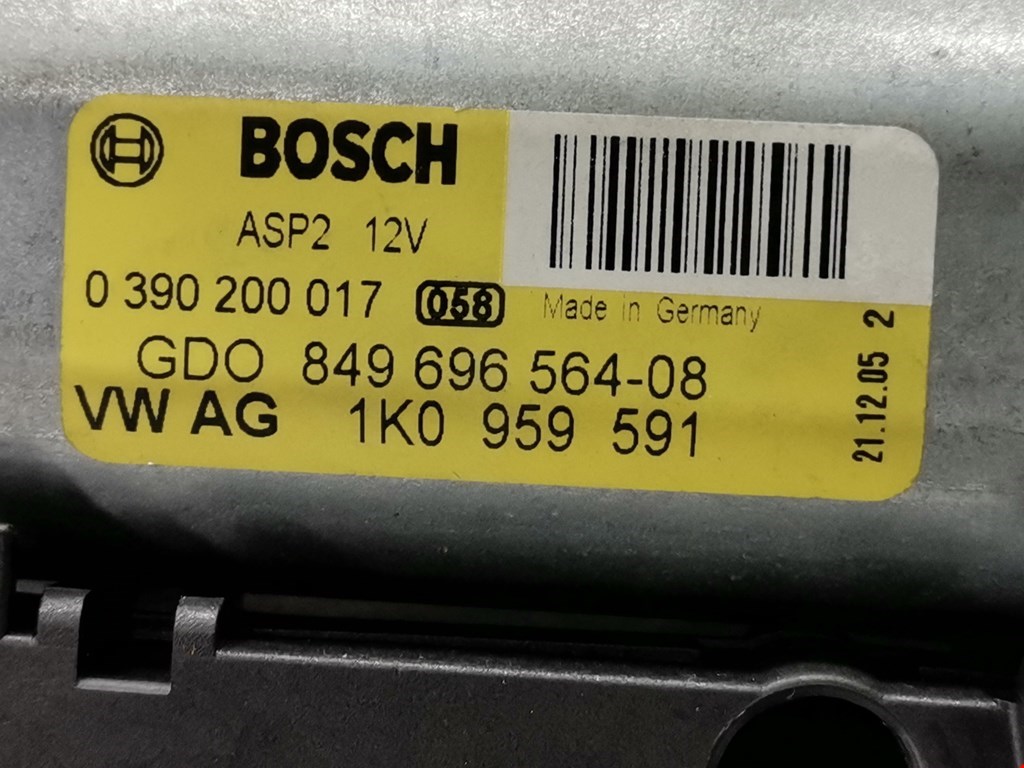 BOSCH
ASP2 12V
0 390 200 017 058 Made in Germany
GDO 849 696 564-08
VW AG 1K0 959 591
21.12.05 2